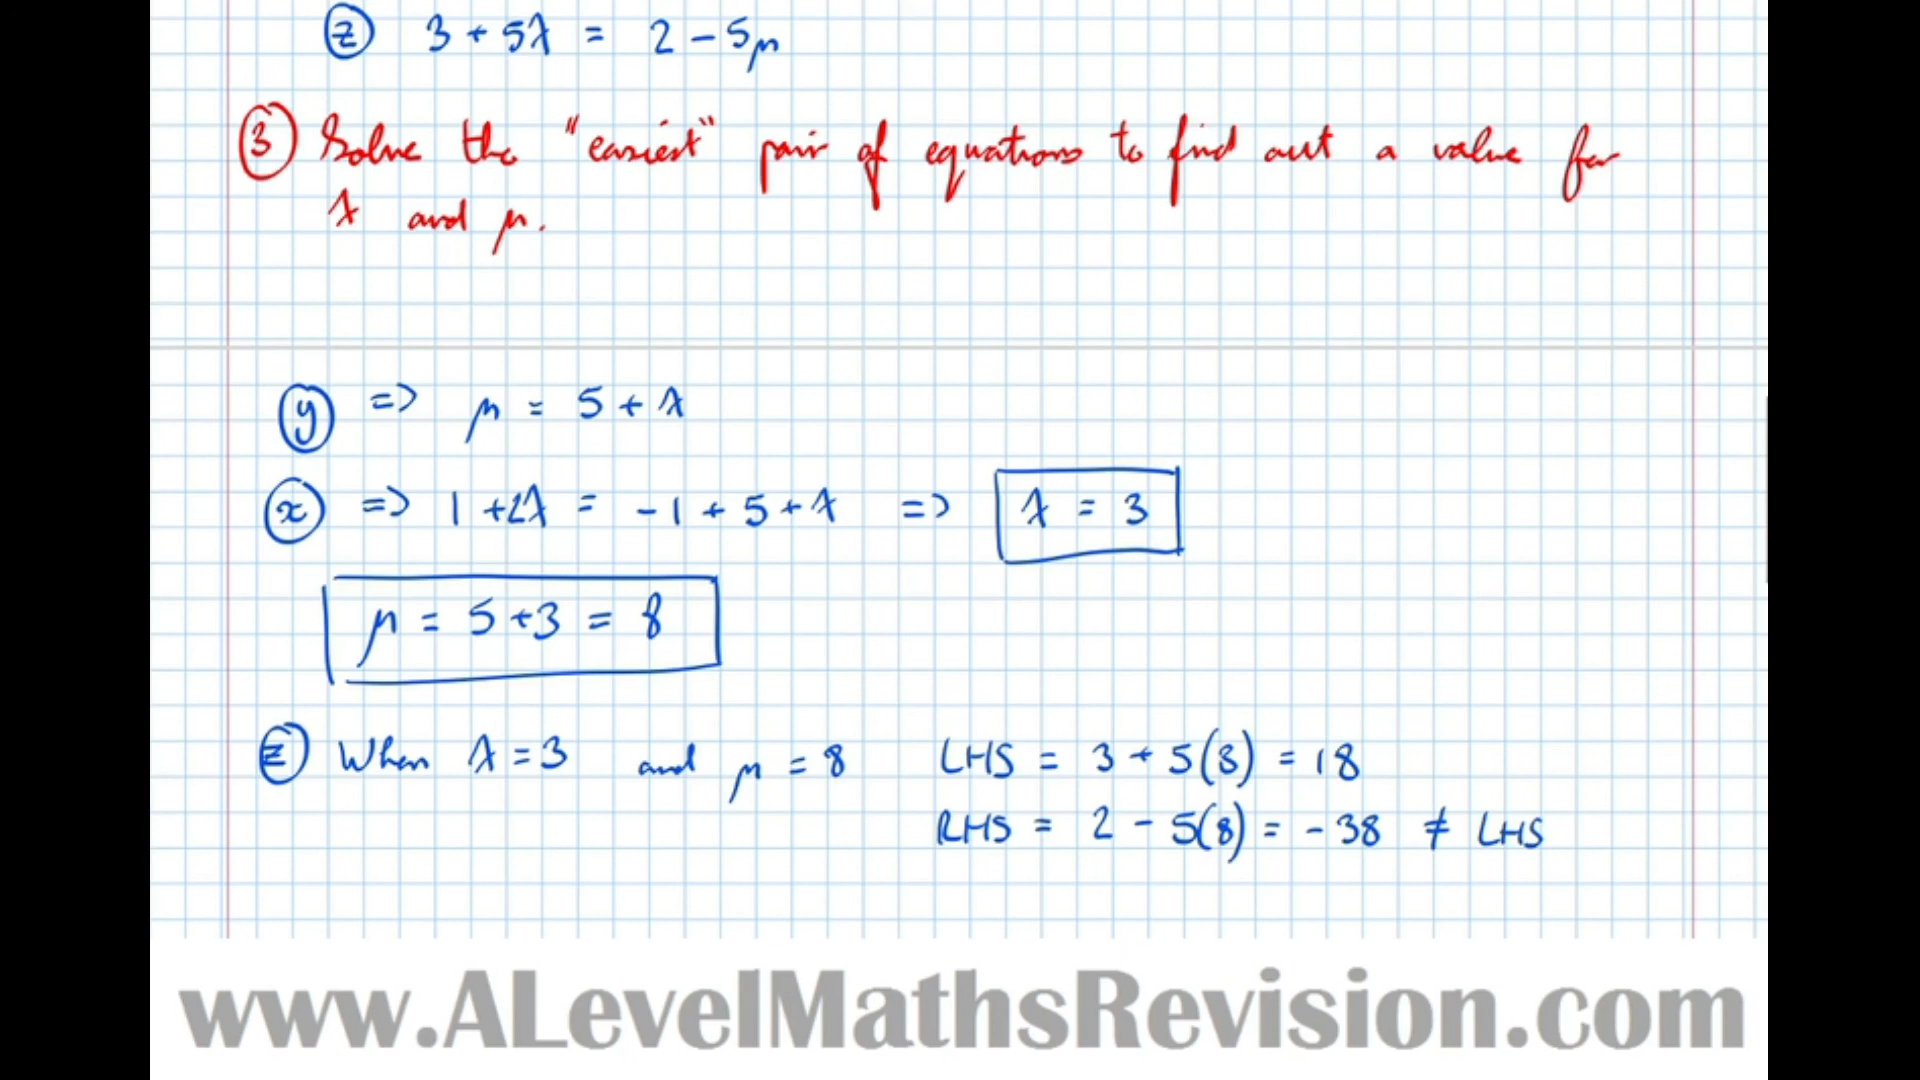 z 3 + 5λ = 2 - 5μ
3 Solve the "easiest" pair of equations to find out a value for
λ and μ.
y => μ = 5 + λ
x => 1 + 2λ = -1 + 5 + λ => λ = 3
μ = 5 + 3 = 8
z When λ = 3 and μ = 8 LHS = 3 + 5(3) = 18
RHS = 2 - 5(8) = -38 ≠ LHS
www.ALevelMathsRevision.com